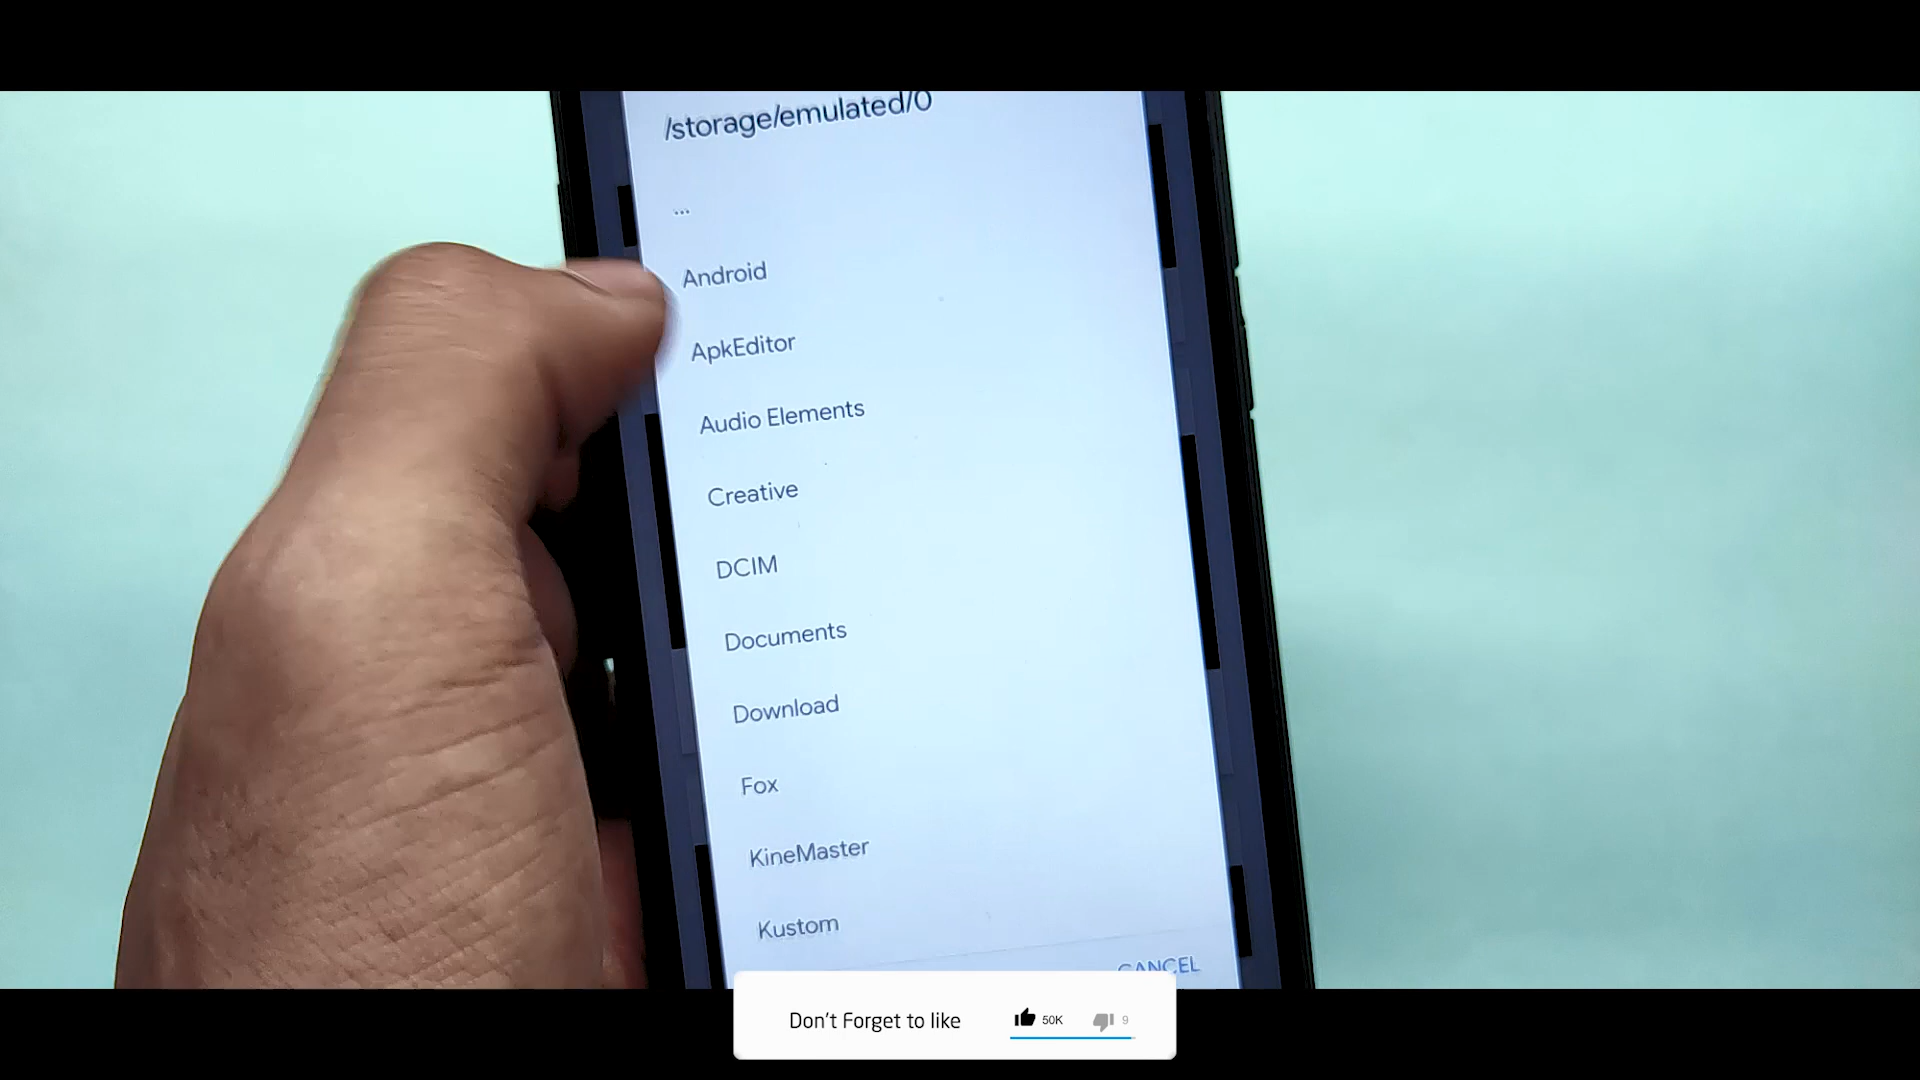 /storage/emulated/0
...
Android
ApkEditor
Audio Elements
Creative
DCIM
Documents
Download
Fox
KineMaster
Kustom
CANCEL
Don't Forget to like 50K 9